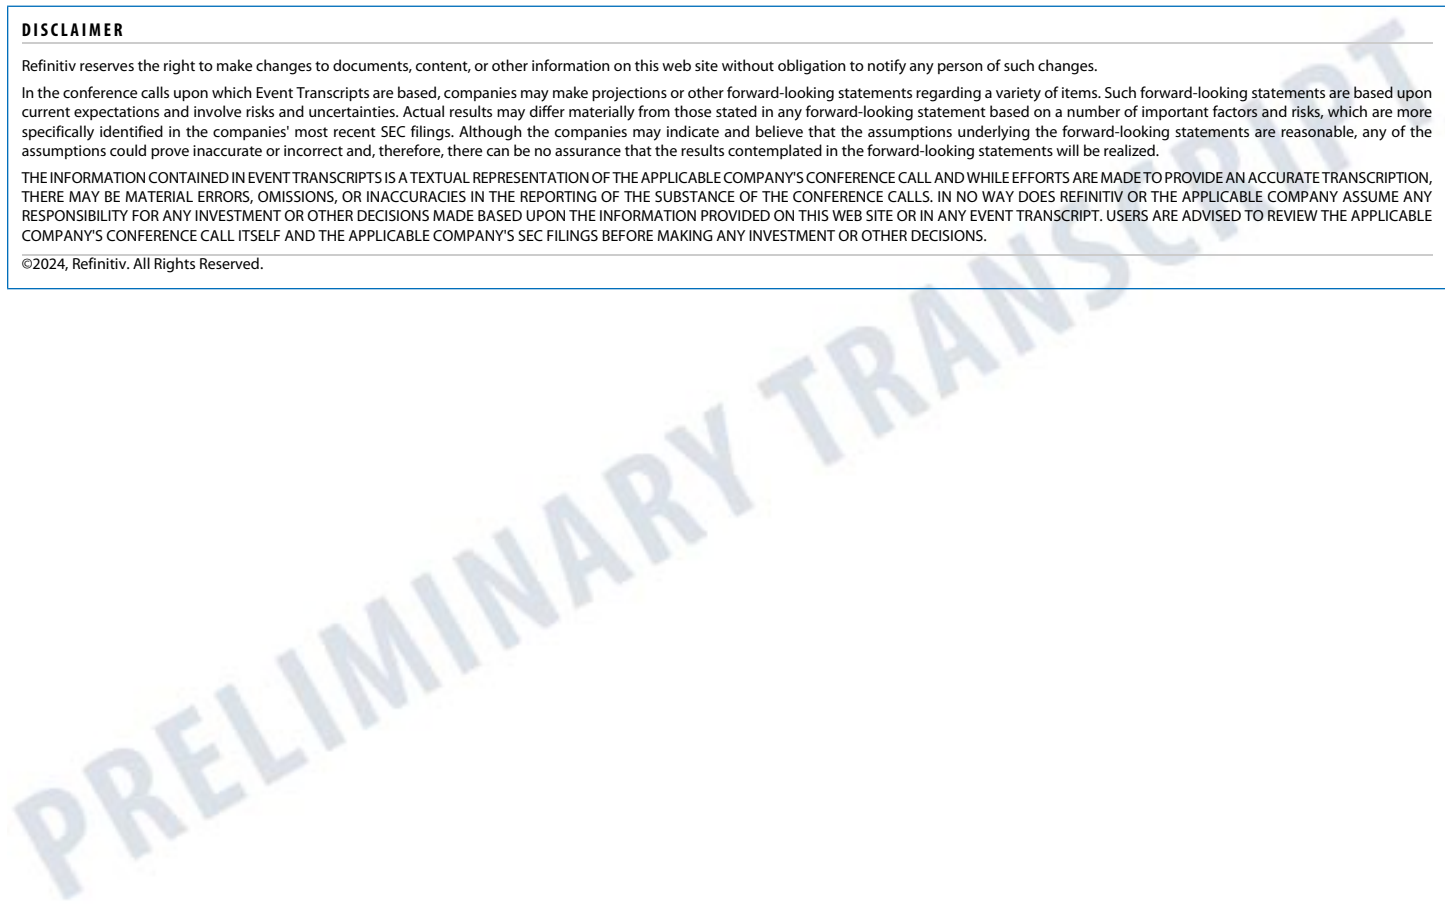 DISCLAIMER
Refinitiv reserves the right to make changes to documents, content, or other information on this web site without obligation to notify any person of such changes.
In the conference calls upon which Event Transcripts are based, companies may make projections or other forward-looking statements regarding a variety of items. Such forward-looking statements are based upon
current expectations and involve risks and uncertainties. Actual results may differ materially from those stated in any forward-looking statement based on a number of important factors and risks, which are more
specifically identified in the companies' most recent SEC filings. Although the companies may indicate and believe that the assumptions underlying the forward-looking statements are reasonable, any of the
assumptions could prove inaccurate or incorrect and, therefore, there can be no assurance that the results contemplated in the forward-looking statements will be realized.
THE INFORMATION CONTAINED IN EVENT TRANSCRIPTS IS A TEXTUAL REPRESENTATION OF THE APPLICABLE COMPANY'S CONFERENCE CALL AND WHILE EFFORTS ARE MADE TO PROVIDE AN ACCURATE TRANSCRIPTION,
THERE MAY BE MATERIAL ERRORS, OMISSIONS, OR INACCURACIES IN THE REPORTING OF THE SUBSTANCE OF THE CONFERENCE CALLS. IN NO WAY DOES REFINITIV OR THE APPLICABLE COMPANY ASSUME ANY
RESPONSIBILITY FOR ANY INVESTMENT OR OTHER DECISIONS MADE BASED UPON THE INFORMATION PROVIDED ON THIS WEB SITE OR IN ANY EVENT TRANSCRIPT. USERS ARE ADVISED TO REVIEW THE APPLICABLE
COMPANY'S CONFERENCE CALL ITSELF AND THE APPLICABLE COMPANY'S SEC FILINGS BEFORE MAKING ANY INVESTMENT OR OTHER DECISIONS.
©2024, Refinitiv. All Rights Reserved.
PRELIMINARY TRANSCRIPT